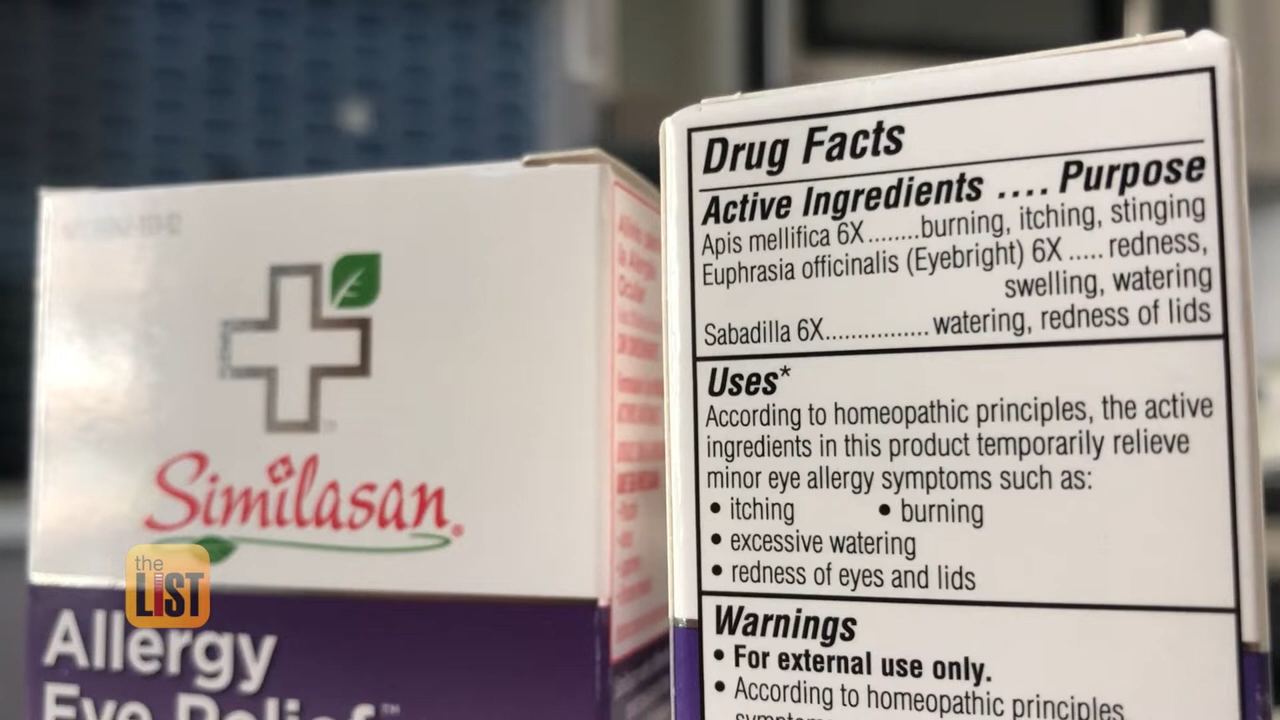 Similasan®
Allergy
Eye Relief™
the
LIST
Drug Facts
Active Ingredients .... Purpose
Apis mellifica 6X........burning, itching, stinging
Euphrasia officinalis (Eyebright) 6X ..... redness,
swelling, watering
Sabadilla 6X................ watering, redness of lids
Uses*
According to homeopathic principles, the active
ingredients in this product temporarily relieve
minor eye allergy symptoms such as:
• itching • burning
• excessive watering
• redness of eyes and lids
Warnings
• For external use only.
• According to homeopathic principles